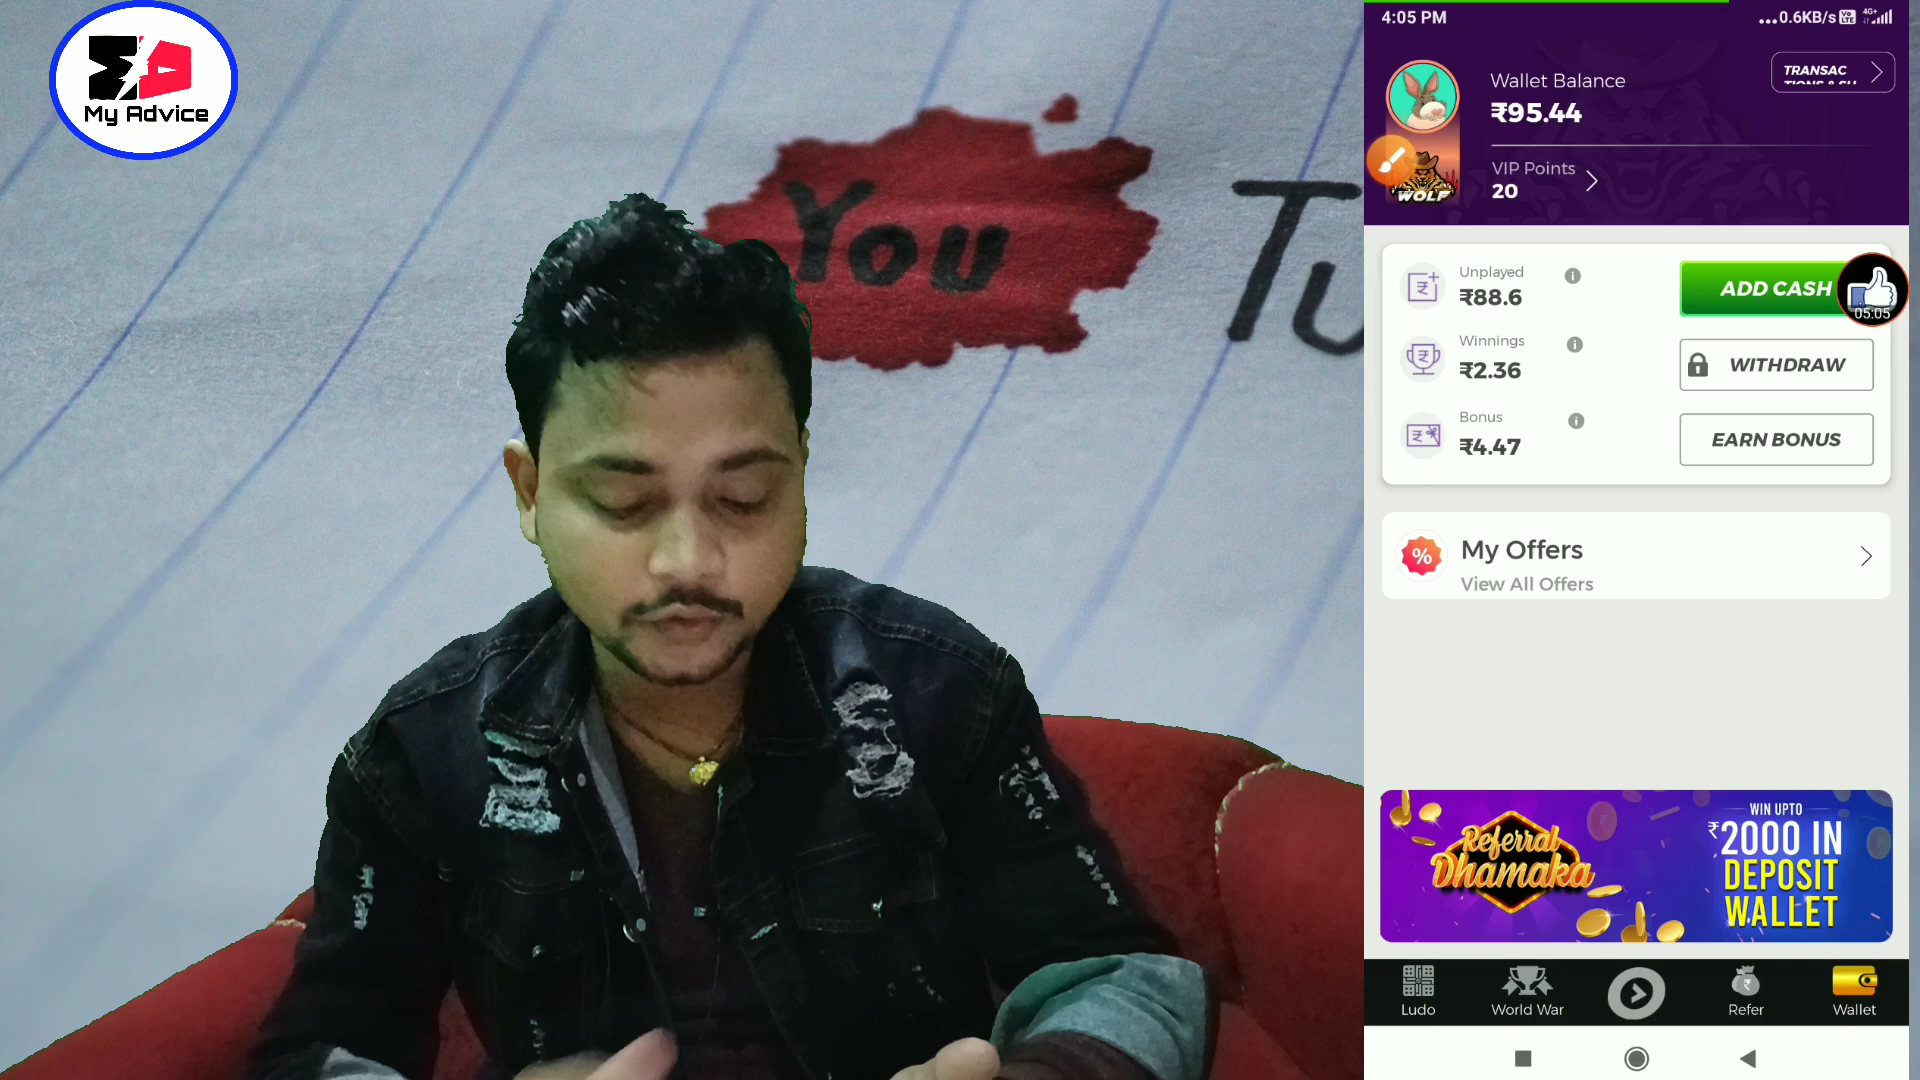 My Advice
You
Tu
4:05 PM
...0.6KB/s
4G+
Wallet Balance
₹95.44
TRANSAC
VIP Points
20
WOLF
Unplayed
₹88.6
ADD CASH
05:05
Winnings
₹2.36
WITHDRAW
Bonus
₹4.47
EARN BONUS
%
My Offers
View All Offers
Referral
Dhamaka
WIN UPTO
₹2000 IN
DEPOSIT
WALLET
Ludo
World War
Refer
Wallet